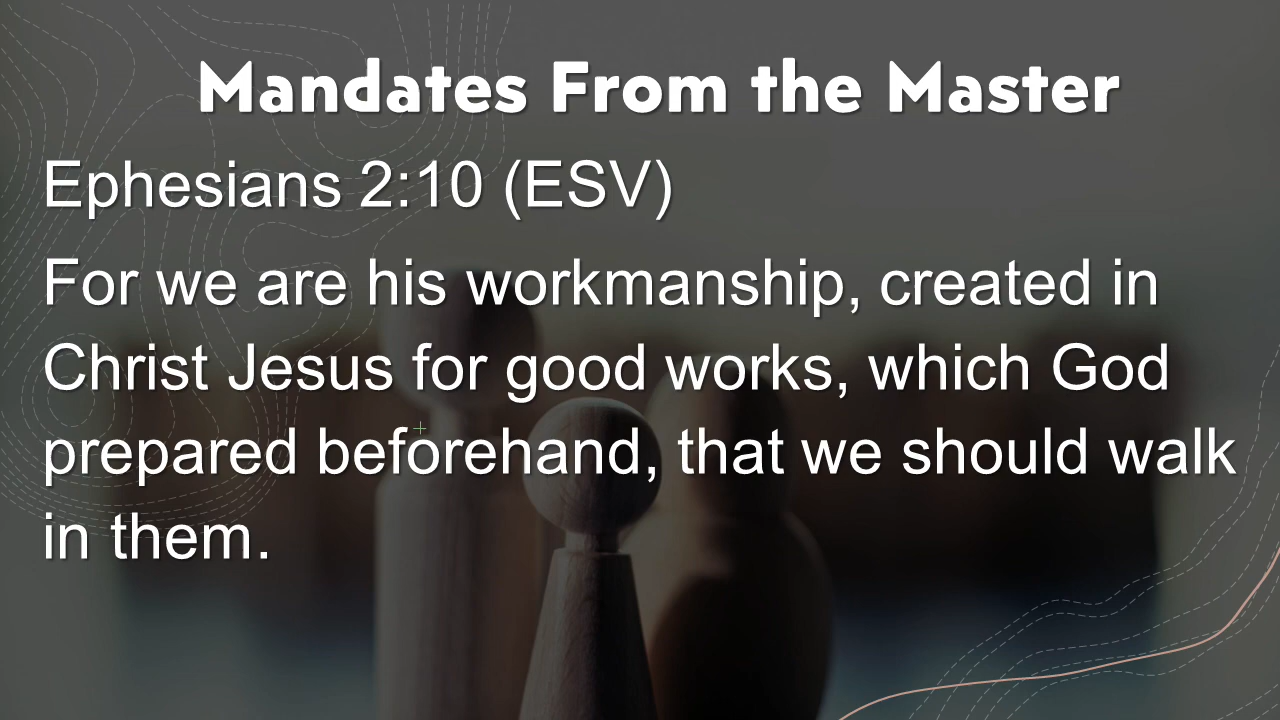 Mandates From the Master
Ephesians 2:10 (ESV)
For we are his workmanship, created in
Christ Jesus for good works, which God
prepared beforehand, that we should walk
in them.